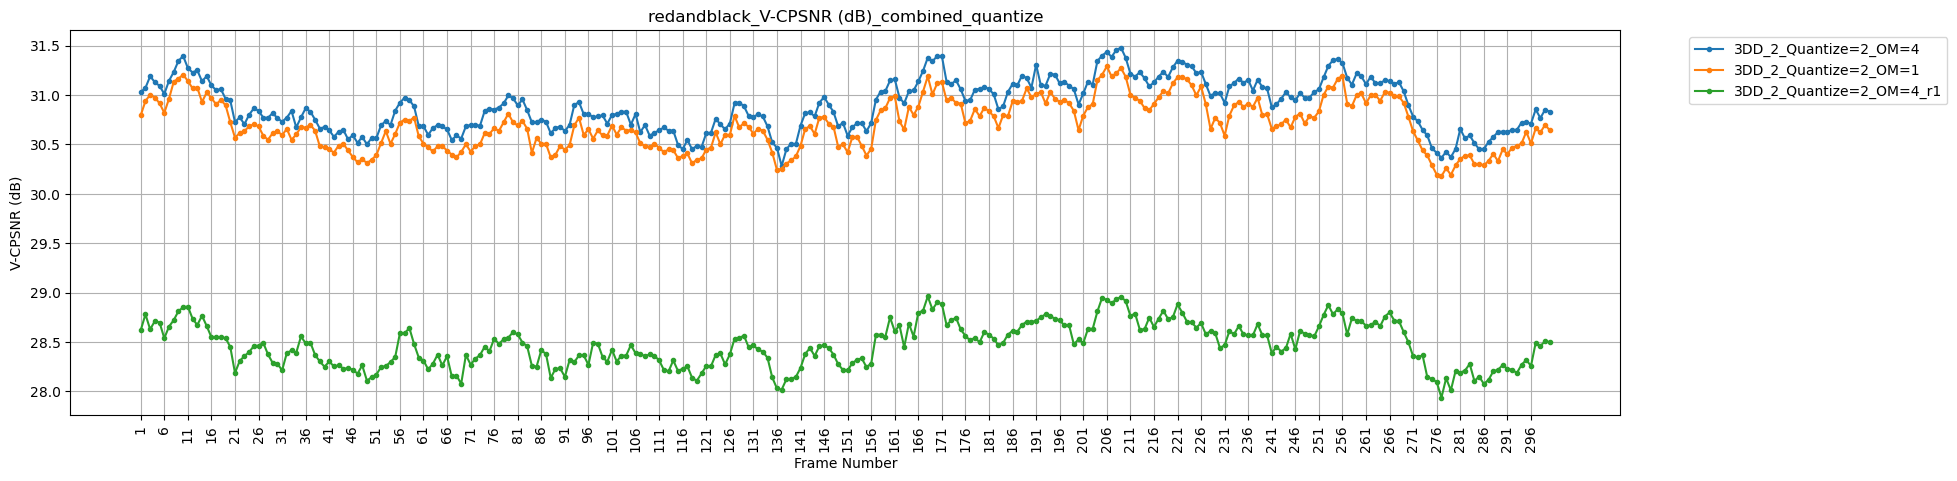 redandblack_V-CPSNR (dB)_combined_quantize
3DD_2_Quantize=2_OM=4
3DD_2_Quantize=2_OM=1
3DD_2_Quantize=2_OM=4_r1
V-CPSNR (dB)
31.5
31.0
30.5
30.0
29.5
29.0
28.5
28.0
1 6 11 16 21 26 31 36 41 46 51 56 61 66 71 76 81 86 91 96 101 106 111 116 121 126 131 136 141 146 151 156 161 166 171 176 181 186 191 196 201 206 211 216 221 226 231 236 241 246 251 256 261 266 271 276 281 286 291 296
Frame Number